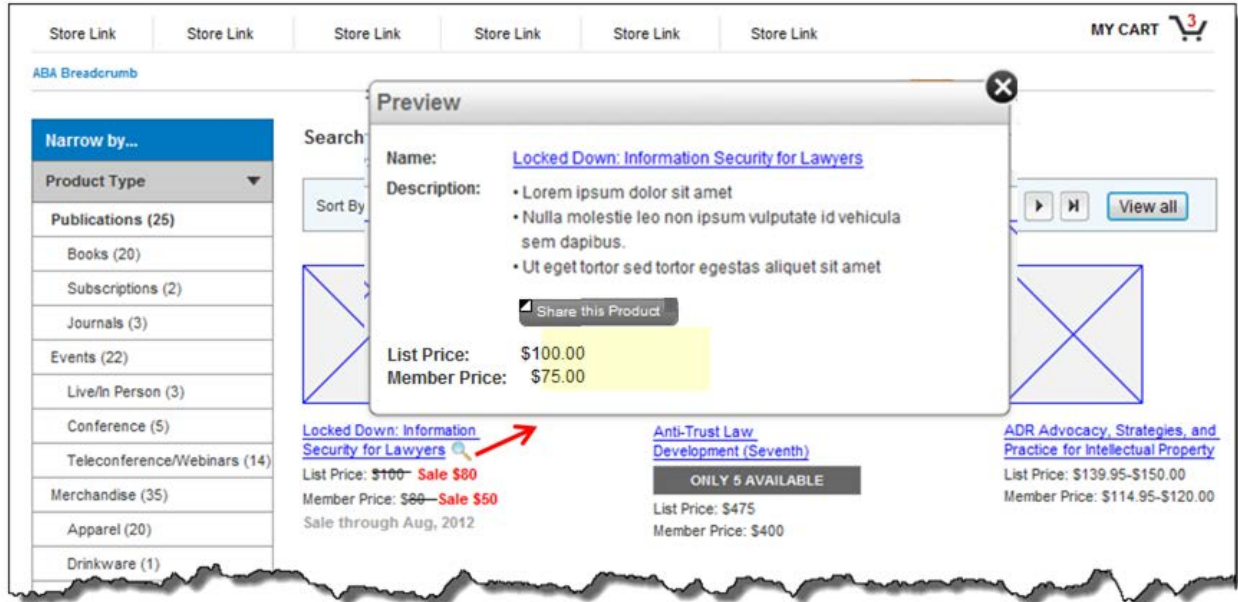 Store Link Store Link Store Link Store Link Store Link Store Link MY CART 3
ABA Breadcrumb
Narrow by...
Product Type
Publications (25)
Books (20)
Subscriptions (2)
Journals (3)
Events (22)
Live/In Person (3)
Conference (5)
Teleconference/Webinars (14)
Merchandise (35)
Apparel (20)
Drinkware (1)
Search
Sort By
View all
Preview
Name: Locked Down: Information Security for Lawyers
Description: • Lorem ipsum dolor sit amet
• Nulla molestie leo non ipsum vulputate id vehicula
sem dapibus.
• Ut eget tortor sed tortor egestas aliquet sit amet
Share this Product
List Price: $100.00
Member Price: $75.00
Locked Down: Information
Security for Lawyers
List Price: $100 Sale $80
Member Price: $80 Sale $50
Sale through Aug, 2012
Anti-Trust Law
Development (Seventh)
ONLY 5 AVAILABLE
List Price: $475
Member Price: $400
ADR Advocacy, Strategies, and
Practice for Intellectual Property
List Price: $139.95-$150.00
Member Price: $114.95-$120.00